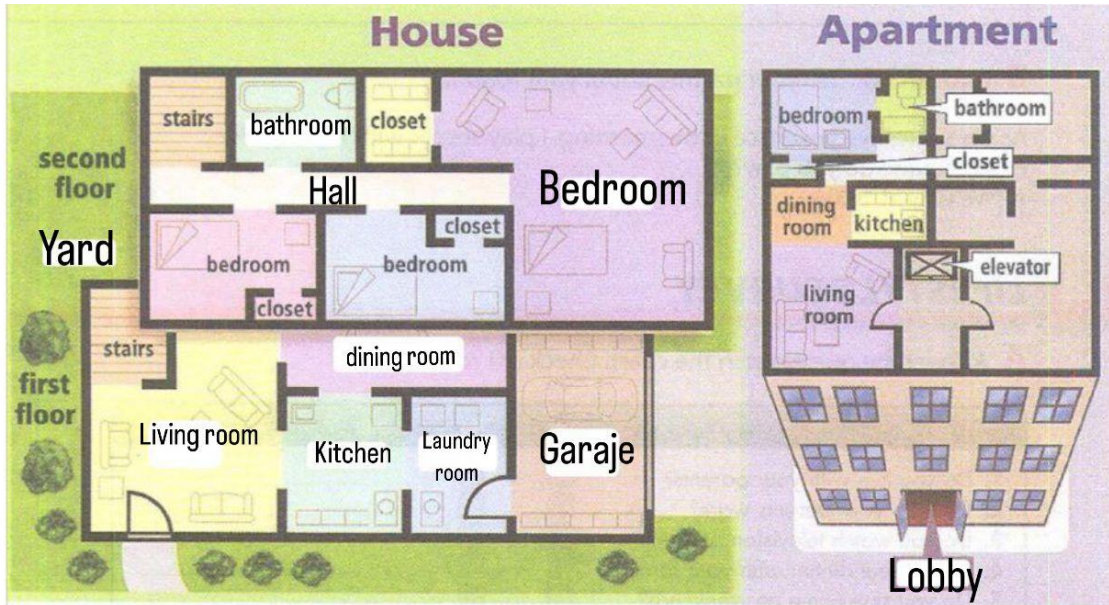 House
Apartment
stairs
bathroom
closet
second
floor
Hall
Bedroom
Yard
bedroom
closet
bedroom
closet
stairs
dining room
first
floor
Living room
Kitchen
Laundry
room
Garaje
bedroom
bathroom
closet
dining
room
kitchen
elevator
living
room
Lobby